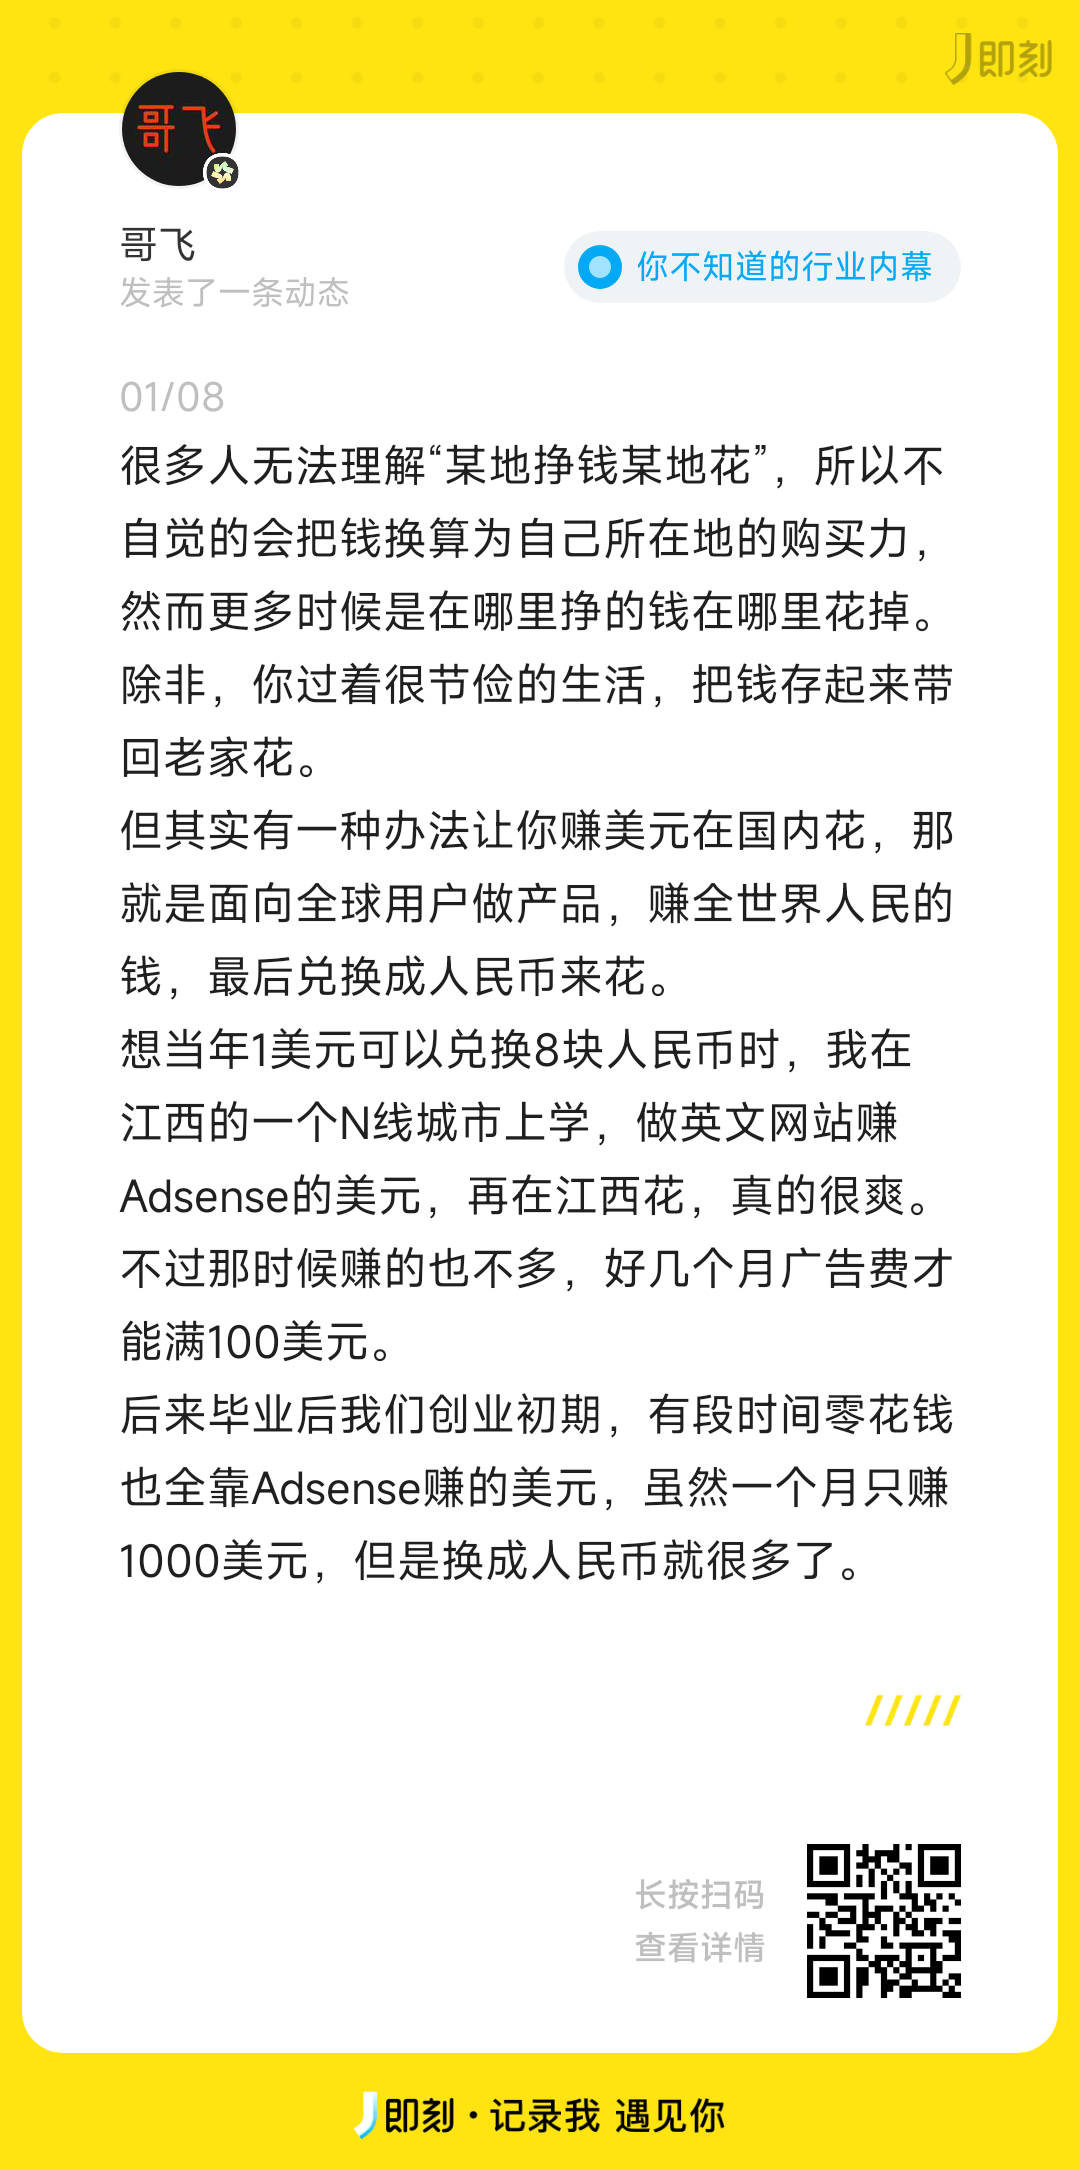 即刻
哥飞
哥飞
发表了一条动态
你不知道的行业内幕
01/08
很多人无法理解“某地挣钱某地花”，所以不
自觉的会把钱换算为自己所在地的购买力，
然而更多时候是在哪里挣的钱在哪里花掉。
除非，你过着很节俭的生活，把钱存起来带
回老家花。
但其实有一种办法让你赚美元在国内花，那
就是面向全球用户做产品，赚全世界人民的
钱，最后兑换成人民币来花。
想当年1美元可以兑换8块人民币时，我在
江西的一个N线城市上学，做英文网站赚
Adsense的美元，再在江西花，真的很爽。
不过那时候赚的也不多，好几个月广告费才
能满100美元。
后来毕业后我们创业初期，有段时间零花钱
也全靠Adsense赚的美元，虽然一个月只赚
1000美元，但是换成人民币就很多了。
长按扫码
查看详情
即刻·记录我 遇见你